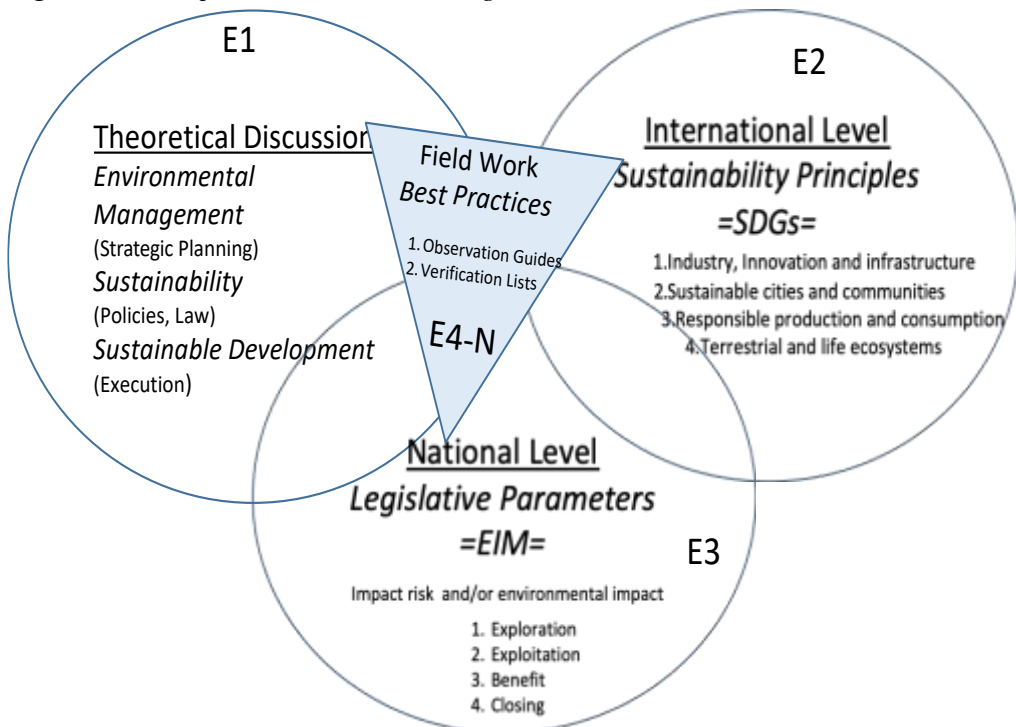 E1
Theoretical Discussion
Environmental
Management
(Strategic Planning)
Sustainability
(Policies, Law)
Sustainable Development
(Execution)
Field Work
Best Practices
1. Observation Guides
2. Verification Lists
E4-N
E2
International Level
Sustainability Principles
=SDGs=
1.Industry, Innovation and infrastructure
2.Sustainable cities and communities
3.Responsible production and consumption
4.Terrestrial and life ecosystems
National Level
Legislative Parameters
=EIM=
E3
Impact risk and/or environmental impact
1. Exploration
2. Exploitation
3. Benefit
4. Closing